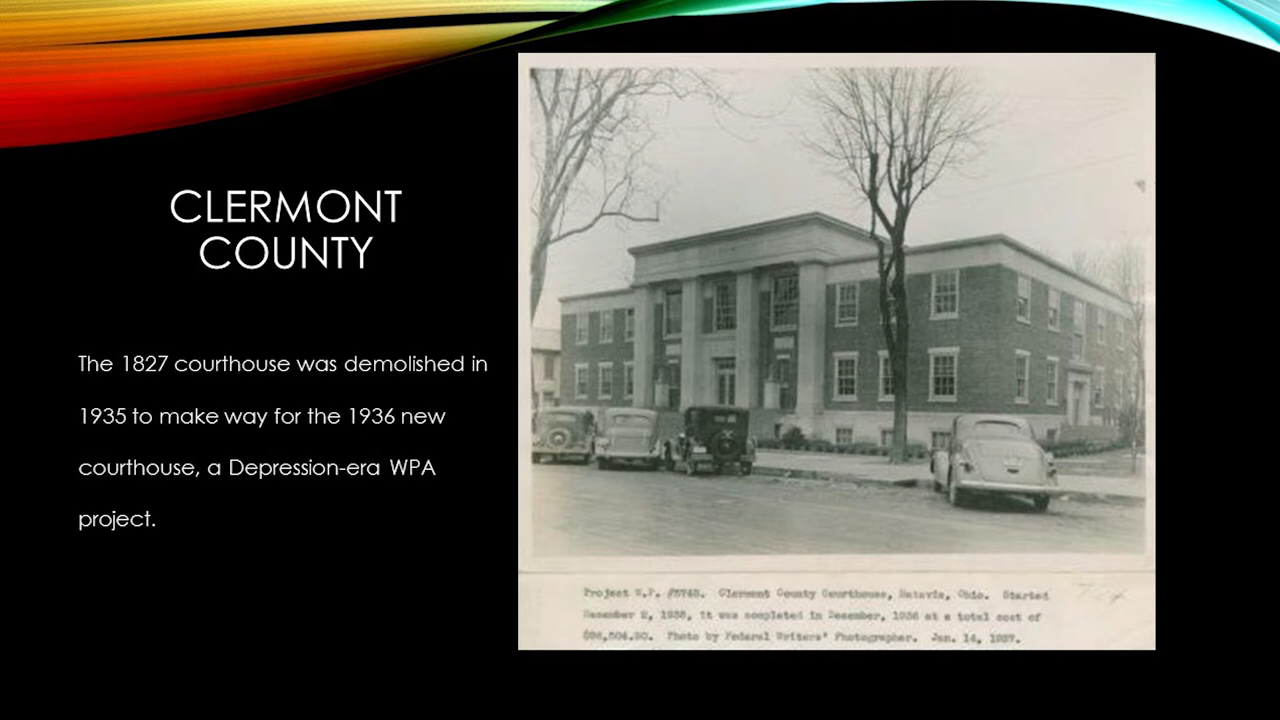 CLERMONT
COUNTY
The 1827 courthouse was demolished in
1935 to make way for the 1936 new
courthouse, a Depression-era WPA
project.
Project W.P. Clermont County Courthouse, Batavia, Ohio. Started
December 2, 1935, it was completed in December, 1936 at a total cost of
Photo by Federal Writers' Photographer. Jan. 14, 1937.